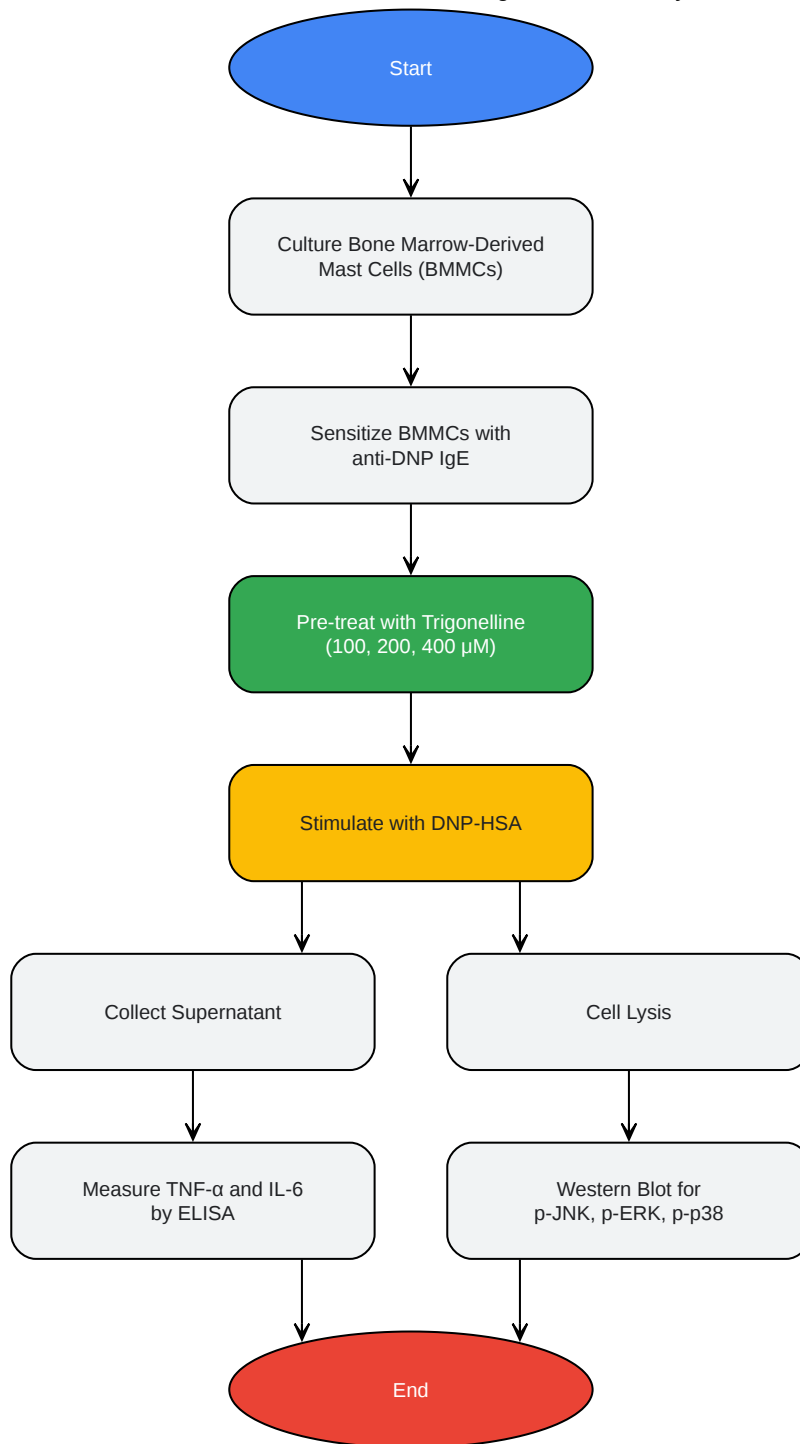 Start
Culture Bone Marrow-Derived
Mast Cells (BMMCs)
Sensitize BMMCs with
anti-DNP IgE
Pre-treat with Trigonelline
(100, 200, 400 μM)
Stimulate with DNP-HSA
Collect Supernatant
Cell Lysis
Measure TNF-α and IL-6
by ELISA
Western Blot for
p-JNK, p-ERK, p-p38
End